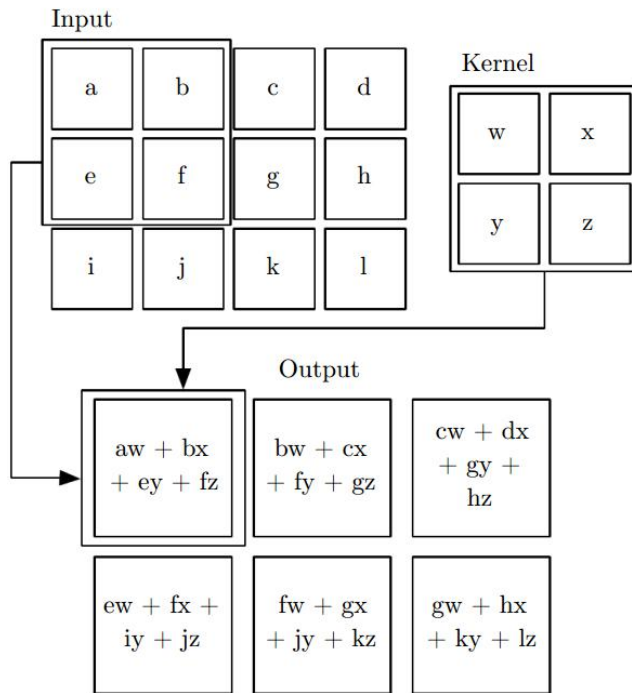 Input
a b c d
Kernel
w x
e f g h
y z
i j k l
Output
aw + bx
+ ey + fz
bw + cx
+ fy + gz
cw + dx
+ gy +
hz
ew + fx +
iy + jz
fw + gx
+ jy + kz
gw + hx
+ ky + lz